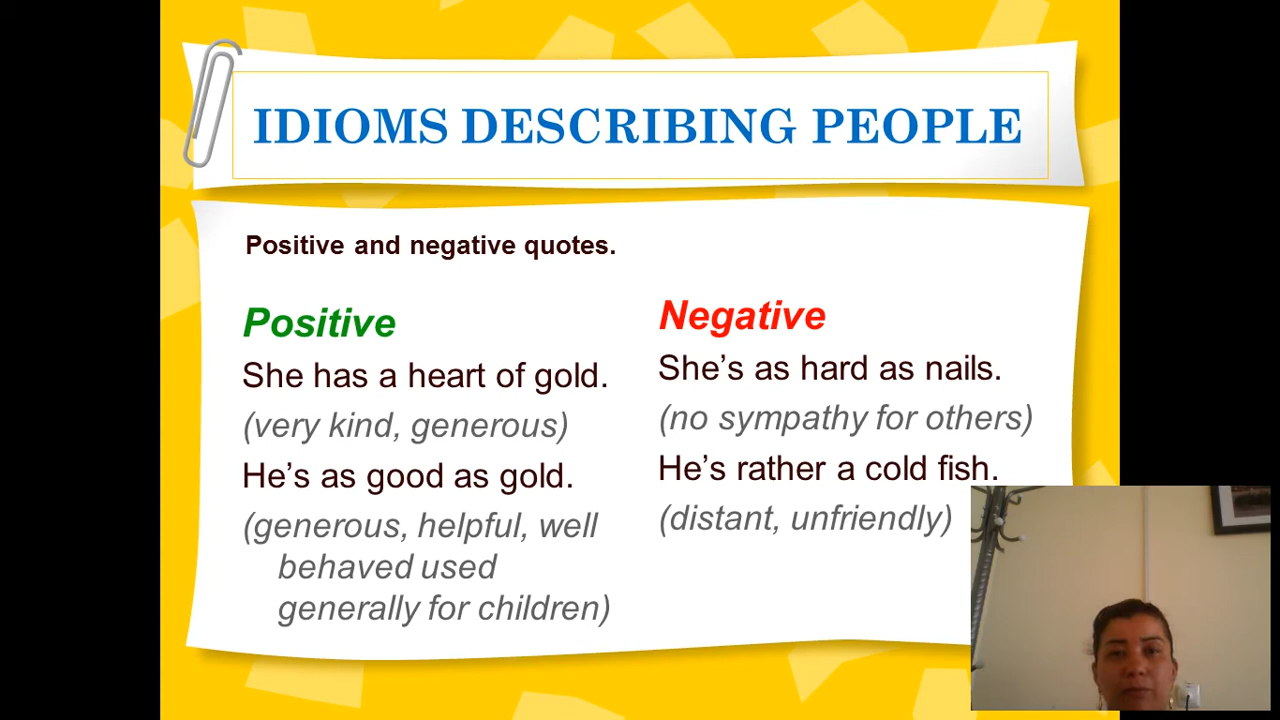 IDIOMS DESCRIBING PEOPLE
Positive and negative quotes.
Positive
She has a heart of gold.
(very kind, generous)
He’s as good as gold.
(generous, helpful, well
behaved used
generally for children)
Negative
She’s as hard as nails.
(no sympathy for others)
He’s rather a cold fish.
(distant, unfriendly)